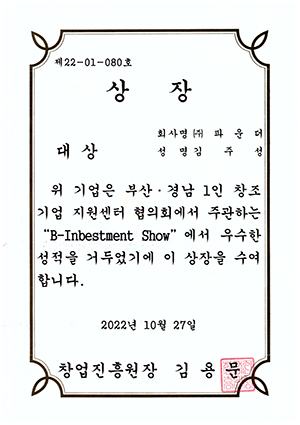 제22-01-080호
상 장
회사명 ㈜ 파 운 더
대 상
성 명 김 주 성
위 기업은 부산·경남 1인 창조
기업 지원센터 협의회에서 주관하는
“B-Inbestment Show”에서 우수한
성적을 거두었기에 이 상장을 수여
합니다.
2022년 10월 27일
창업진흥원장 김 용 문